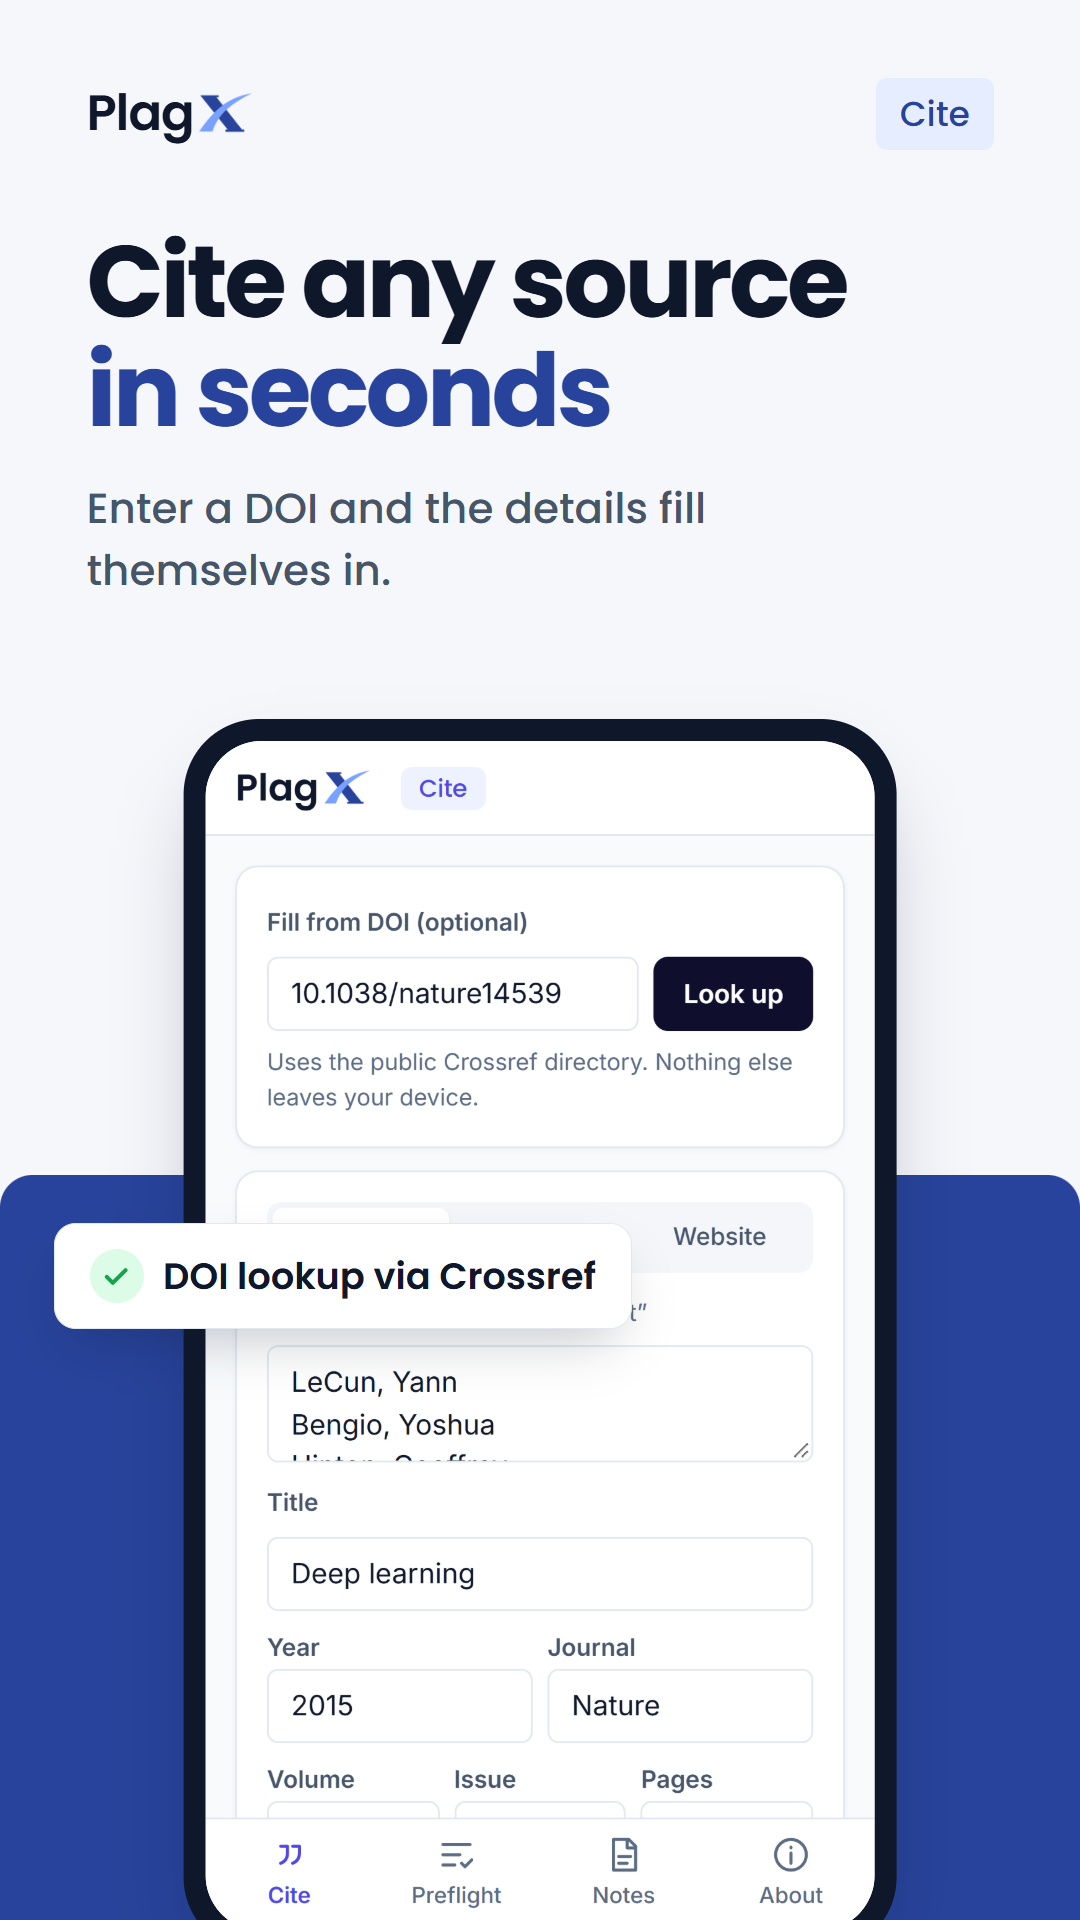 PlagX
Cite
Cite any source
in seconds
Enter a DOI and the details fill
themselves in.
PlagX
Cite
Fill from DOI (optional)
10.1038/nature14539
Look up
Uses the public Crossref directory. Nothing else
leaves your device.
Website
DOI lookup via Crossref
t"
LeCun, Yann
Bengio, Yoshua
Title
Deep learning
Year
Journal
2015
Nature
Volume
Issue
Pages
Cite
Preflight
Notes
About